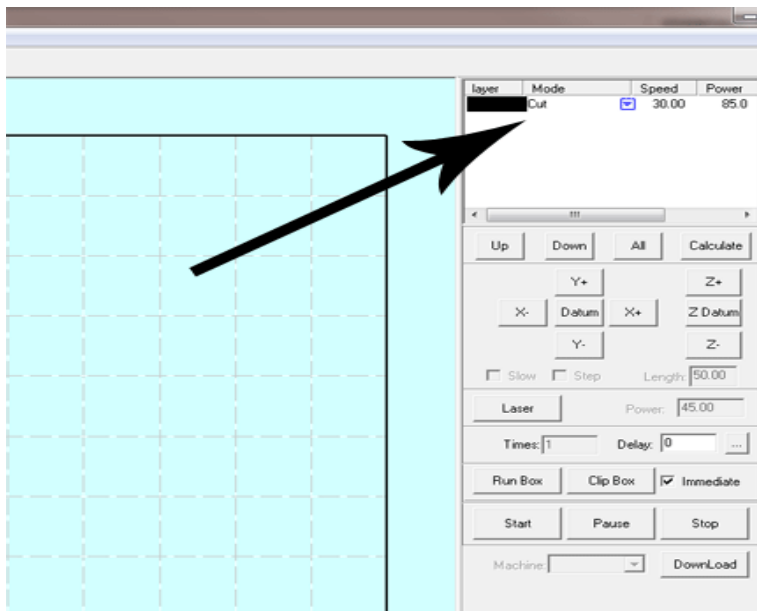 layer Mode Speed Power
Cut 30.00 85.0
Up Down All Calculate
Y+ Z+
X- Datum X+ Z Datum
Y- Z-
Slow Step Length: 50.00
Laser Power: 45.00
Times: 1 Delay: 0 ...
Run Box Clip Box Immediate
Start Pause Stop
Machine: DownLoad